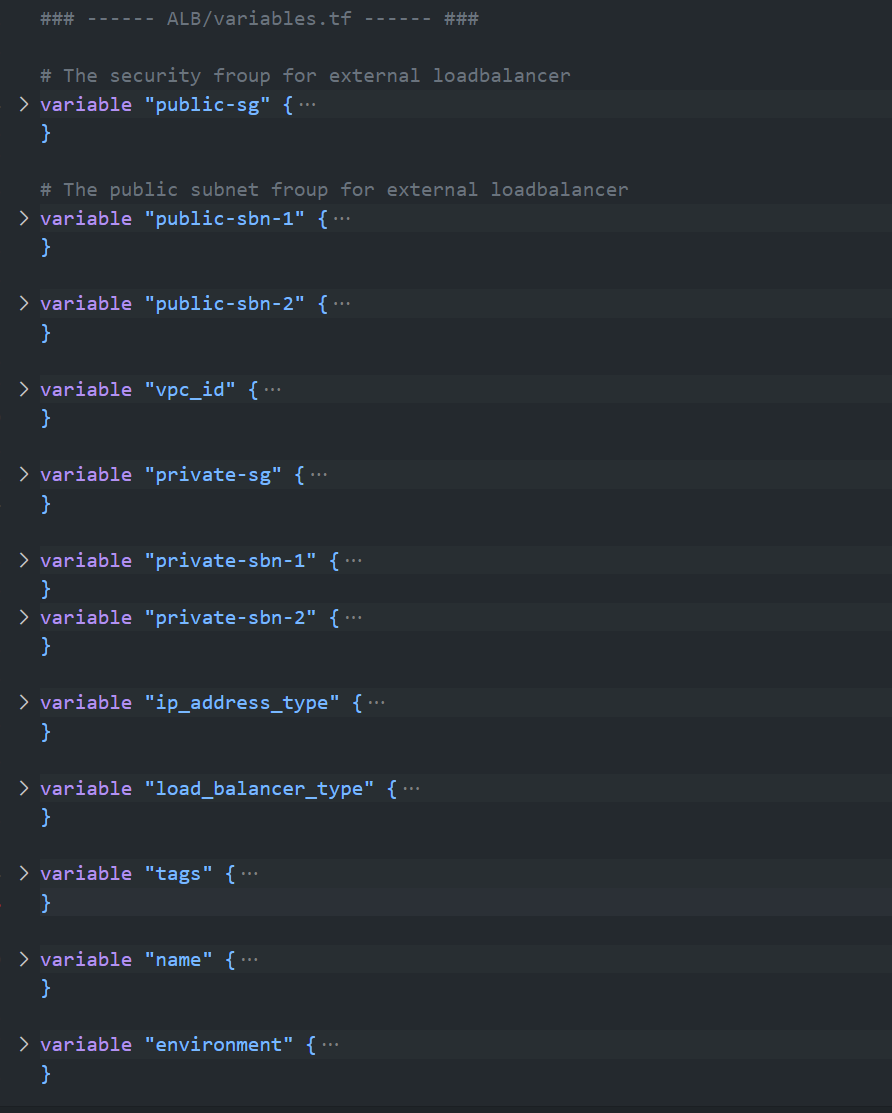 ### ------ ALB/variables.tf ------ ###
# The security froup for external loadbalancer
> variable "public-sg" { ···
}
# The public subnet froup for external loadbalancer
> variable "public-sbn-1" { ···
}
> variable "public-sbn-2" { ···
}
> variable "vpc_id" { ···
}
> variable "private-sg" { ···
}
> variable "private-sbn-1" { ···
}
> variable "private-sbn-2" { ···
}
> variable "ip_address_type" { ···
}
> variable "load_balancer_type" { ···
}
> variable "tags" { ···
}
> variable "name" { ···
}
> variable "environment" { ···
}